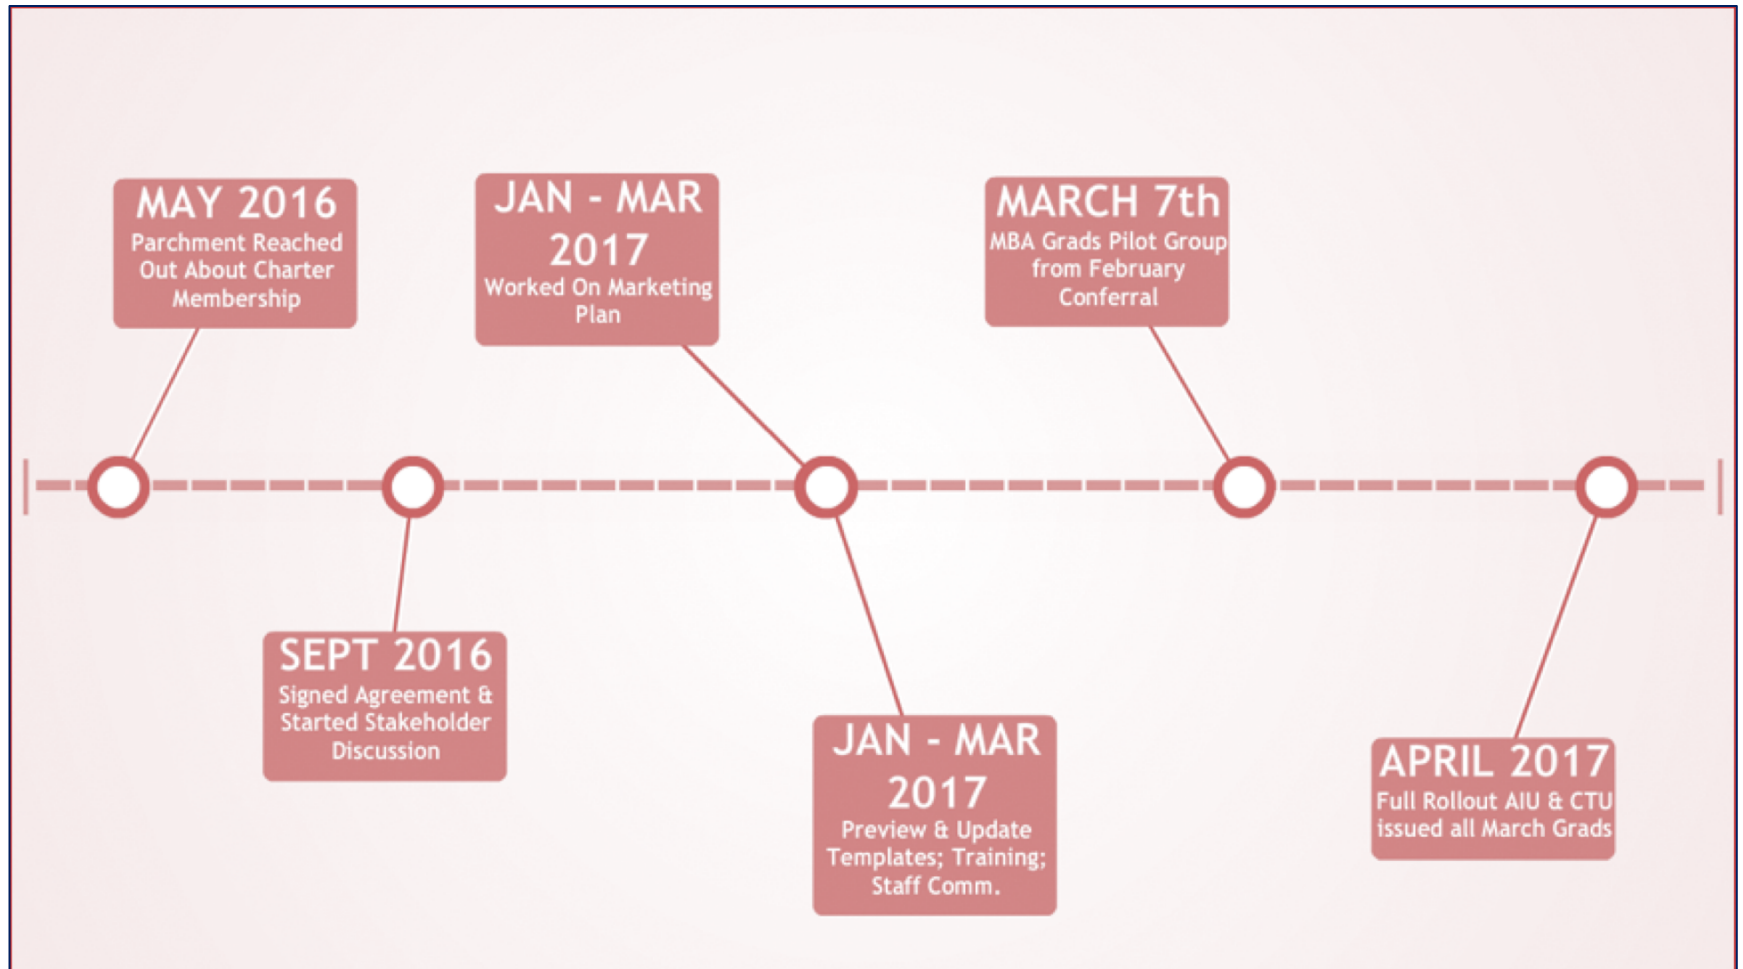 MAY 2016
Parchment Reached
Out About Charter
Membership
SEPT 2016
Signed Agreement &
Started Stakeholder
Discussion
JAN - MAR
2017
Worked On Marketing
Plan
JAN - MAR
2017
Preview & Update
Templates; Training;
Staff Comm.
MARCH 7th
MBA Grads Pilot Group
from February
Conferral
APRIL 2017
Full Rollout AIU & CTU
issued all March Grads